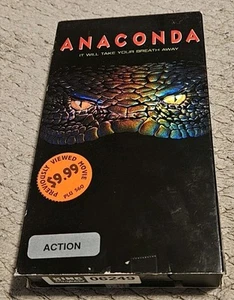 ANACONDA
IT WILL TAKE YOUR BREATH AWAY
PREVIOUSLY VIEWED MOVIE
$9.99
ACTION